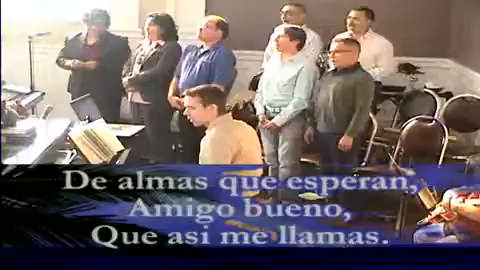 De almas que esperan,
Amigo bueno,
Que asi me llamas.